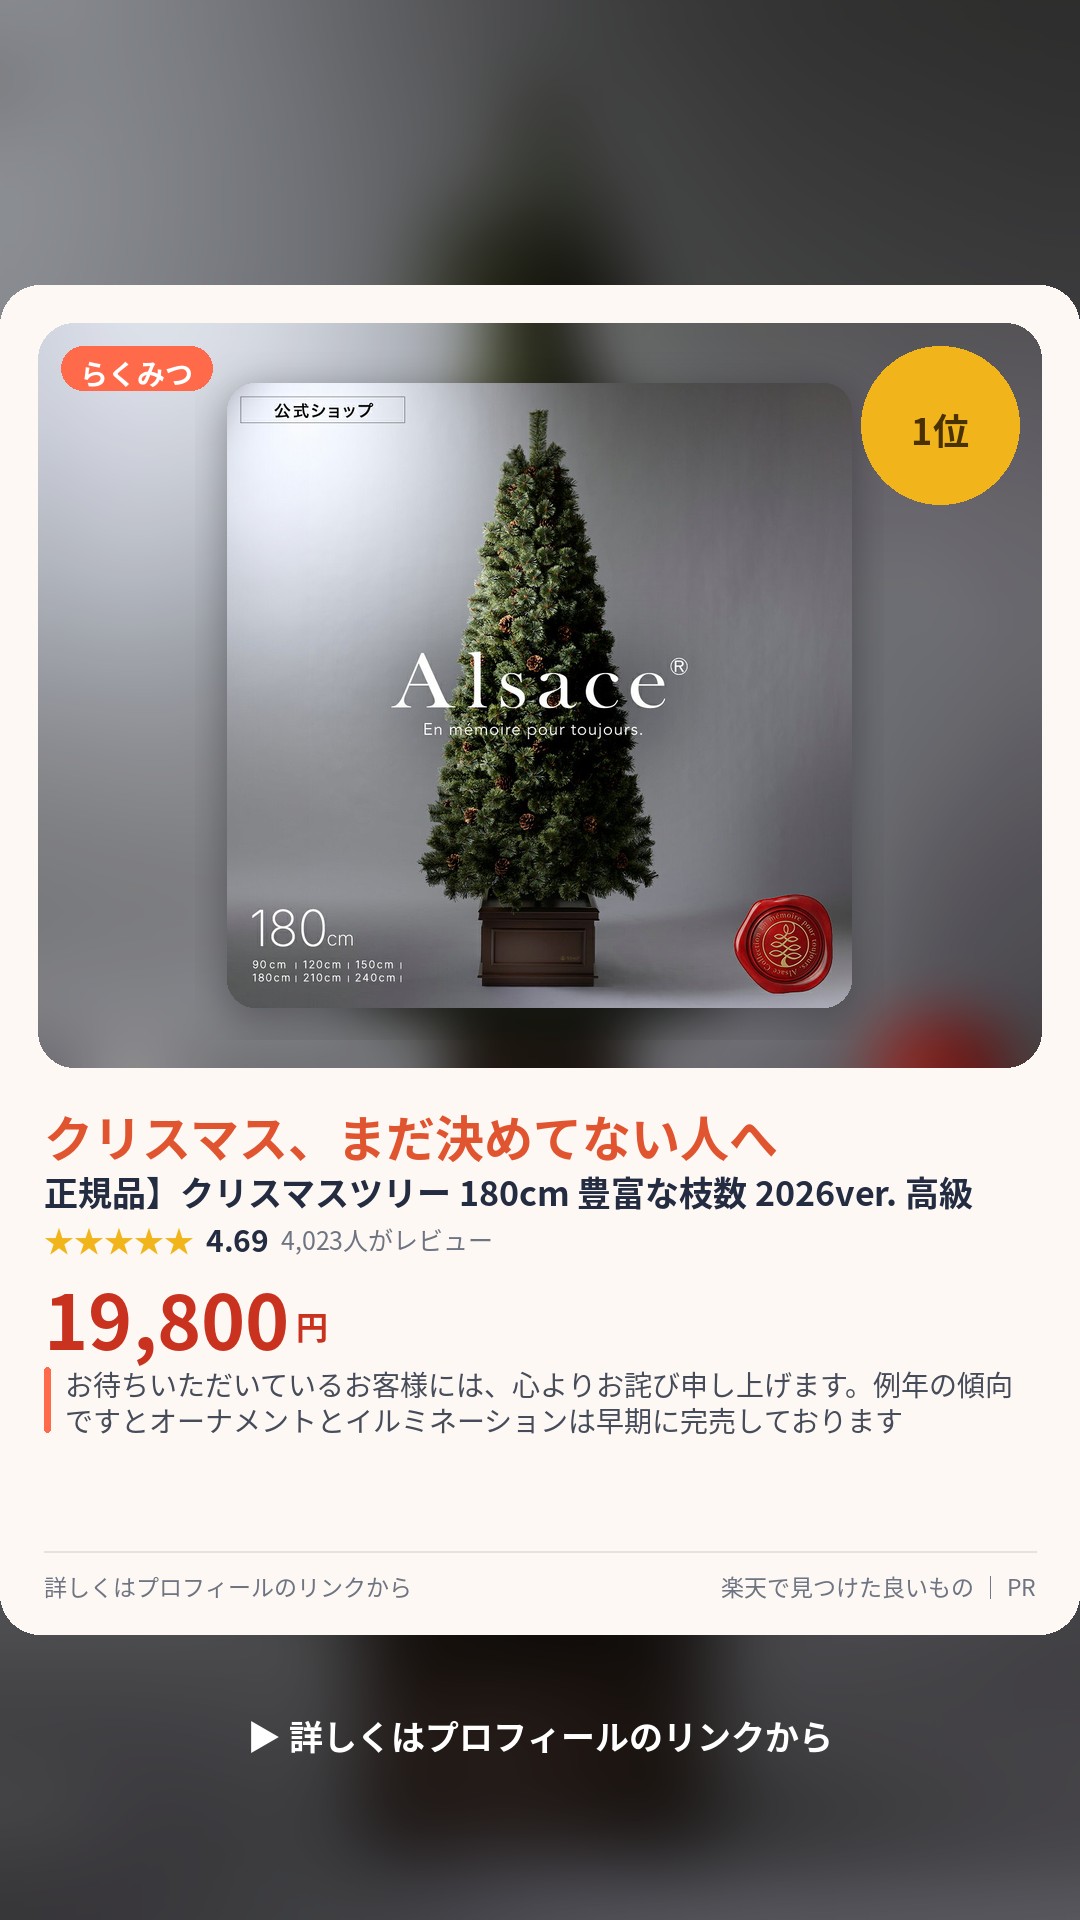 らくみつ
1位
公式ショップ
Alsace®
En mémoire pour toujours.
180cm
90cm | 120cm | 150cm |
180cm | 210cm | 240cm |
クリスマス、まだ決めてない人へ
正規品】クリスマスツリー 180cm 豊富な枝数 2026ver. 高級
★★★★★ 4.69 4,023人がレビュー
19,800円
お待ちいただいているお客様には、心よりお詫び申し上げます。例年の傾向
ですとオーナメントとイルミネーションは早期に完売しております
詳しくはプロフィールのリンクから
楽天で見つけた良いもの｜PR
▶ 詳しくはプロフィールのリンクから